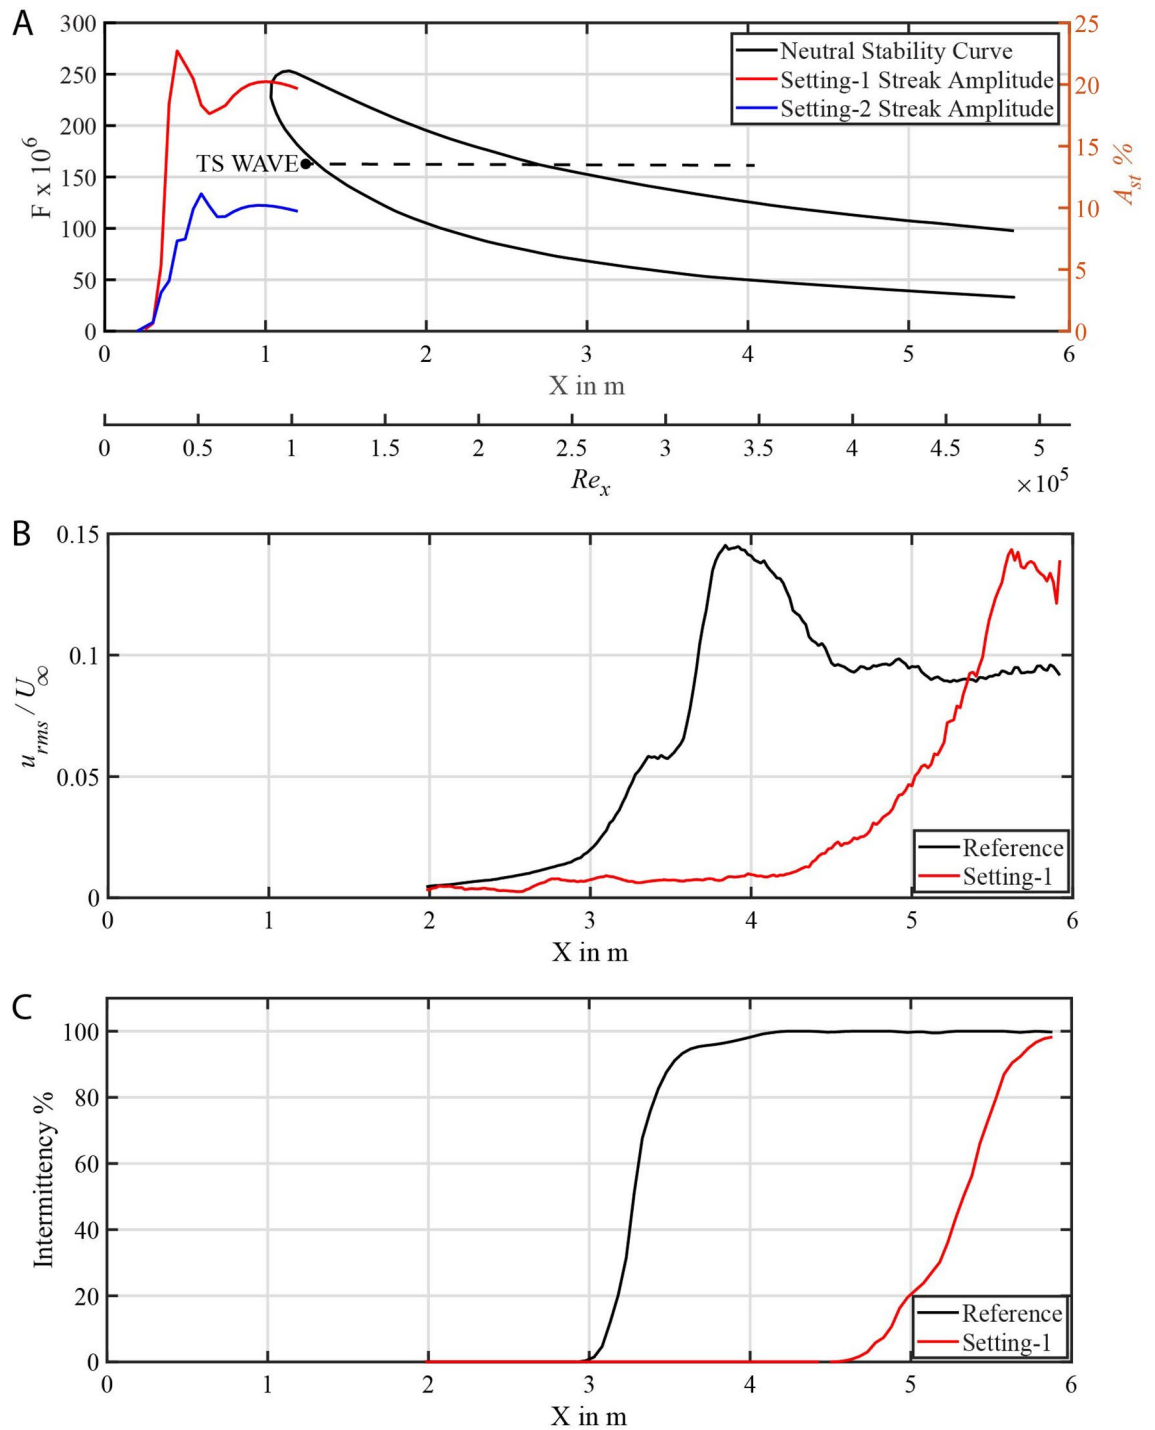 A
300
250
200
150
100
50
0
F x 10⁶
25
20
15
10
5
0
A_st %
Neutral Stability Curve
Setting-1 Streak Amplitude
Setting-2 Streak Amplitude
TS WAVE
0 1 2 3 4 5 6
X in m
0 0.5 1 1.5 2 2.5 3 3.5 4 4.5 5
Re_x
×10⁵
B
0.15
0.1
0.05
0
u_rms / U_∞
Reference
Setting-1
0 1 2 3 4 5 6
X in m
C
100
80
60
40
20
0
Intermittency %
Reference
Setting-1
0 1 2 3 4 5 6
X in m